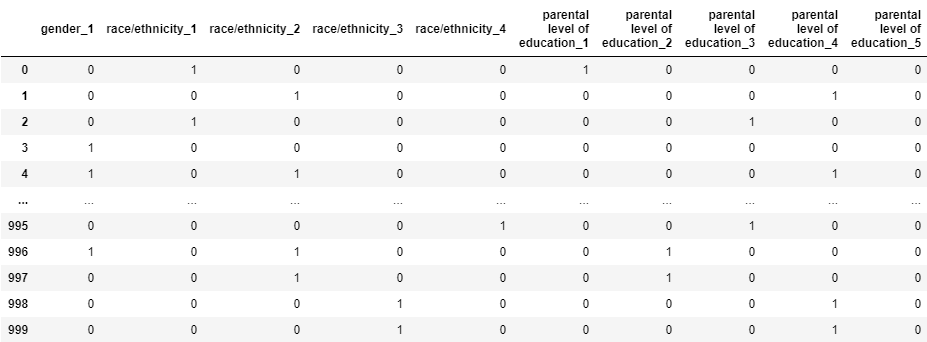 gender_1 race/ethnicity_1 race/ethnicity_2 race/ethnicity_3 race/ethnicity_4 parental level of education_1 parental level of education_2 parental level of education_3 parental level of education_4 parental level of education_5
0 0 1 0 0 0 1 0 0 0 0
1 0 0 1 0 0 0 0 0 1 0
2 0 1 0 0 0 0 0 1 0 0
3 1 0 0 0 0 0 0 0 0 0
4 1 0 1 0 0 0 0 0 1 0
... ... ... ... ... ... ... ... ... ... ...
995 0 0 0 0 1 0 0 1 0 0
996 1 0 1 0 0 0 1 0 0 0
997 0 0 1 0 0 0 1 0 0 0
998 0 0 0 1 0 0 0 0 1 0
999 0 0 0 1 0 0 0 0 1 0